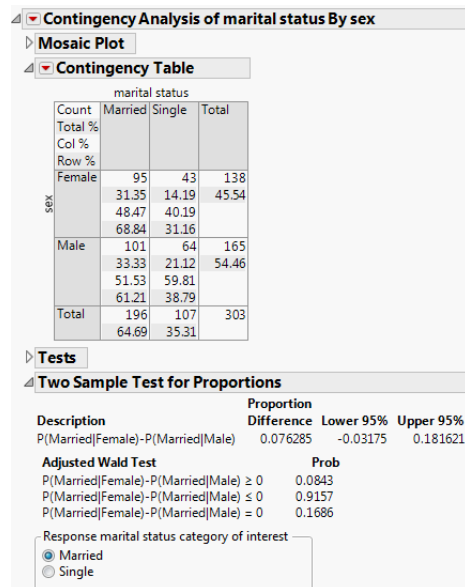 Contingency Analysis of marital status By sex
Mosaic Plot
Contingency Table
marital status
Count Married Single Total
Total %
Col %
Row %
sex
Female 95 43 138
31.35 14.19 45.54
48.47 40.19
68.84 31.16
Male 101 64 165
33.33 21.12 54.46
51.53 59.81
61.21 38.79
Total 196 107 303
64.69 35.31
Tests
Two Sample Test for Proportions
Proportion
Description Difference Lower 95% Upper 95%
P(Married|Female)-P(Married|Male) 0.076285 -0.03175 0.181621
Adjusted Wald Test Prob
P(Married|Female)-P(Married|Male) ≥ 0 0.0843
P(Married|Female)-P(Married|Male) ≤ 0 0.9157
P(Married|Female)-P(Married|Male) = 0 0.1686
Response marital status category of interest
Married
Single